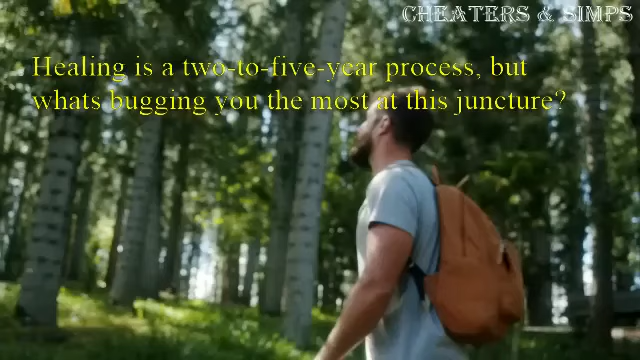 CHEATERS & SIMPS
Healing is a two-to-five-year process, but
whats bugging you the most at this juncture?